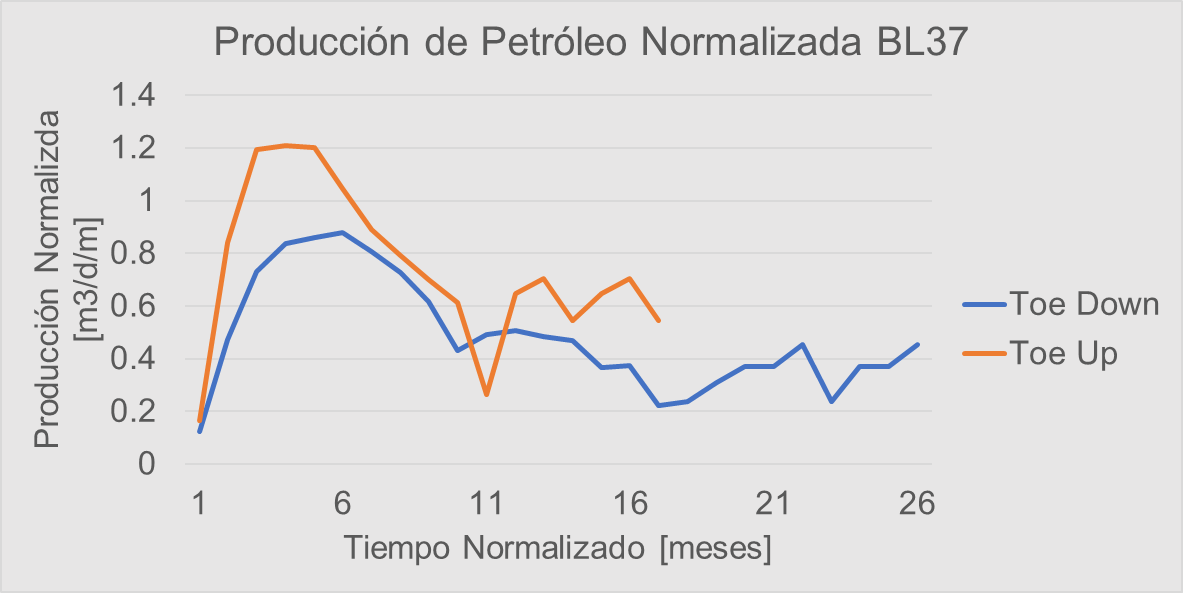 Producción de Petróleo Normalizada BL37
Producción Normalizda
[m3/d/m]
1.4
1.2
1
0.8
0.6
0.4
0.2
0
1 6 11 16 21 26
Tiempo Normalizado [meses]
Toe Down
Toe Up